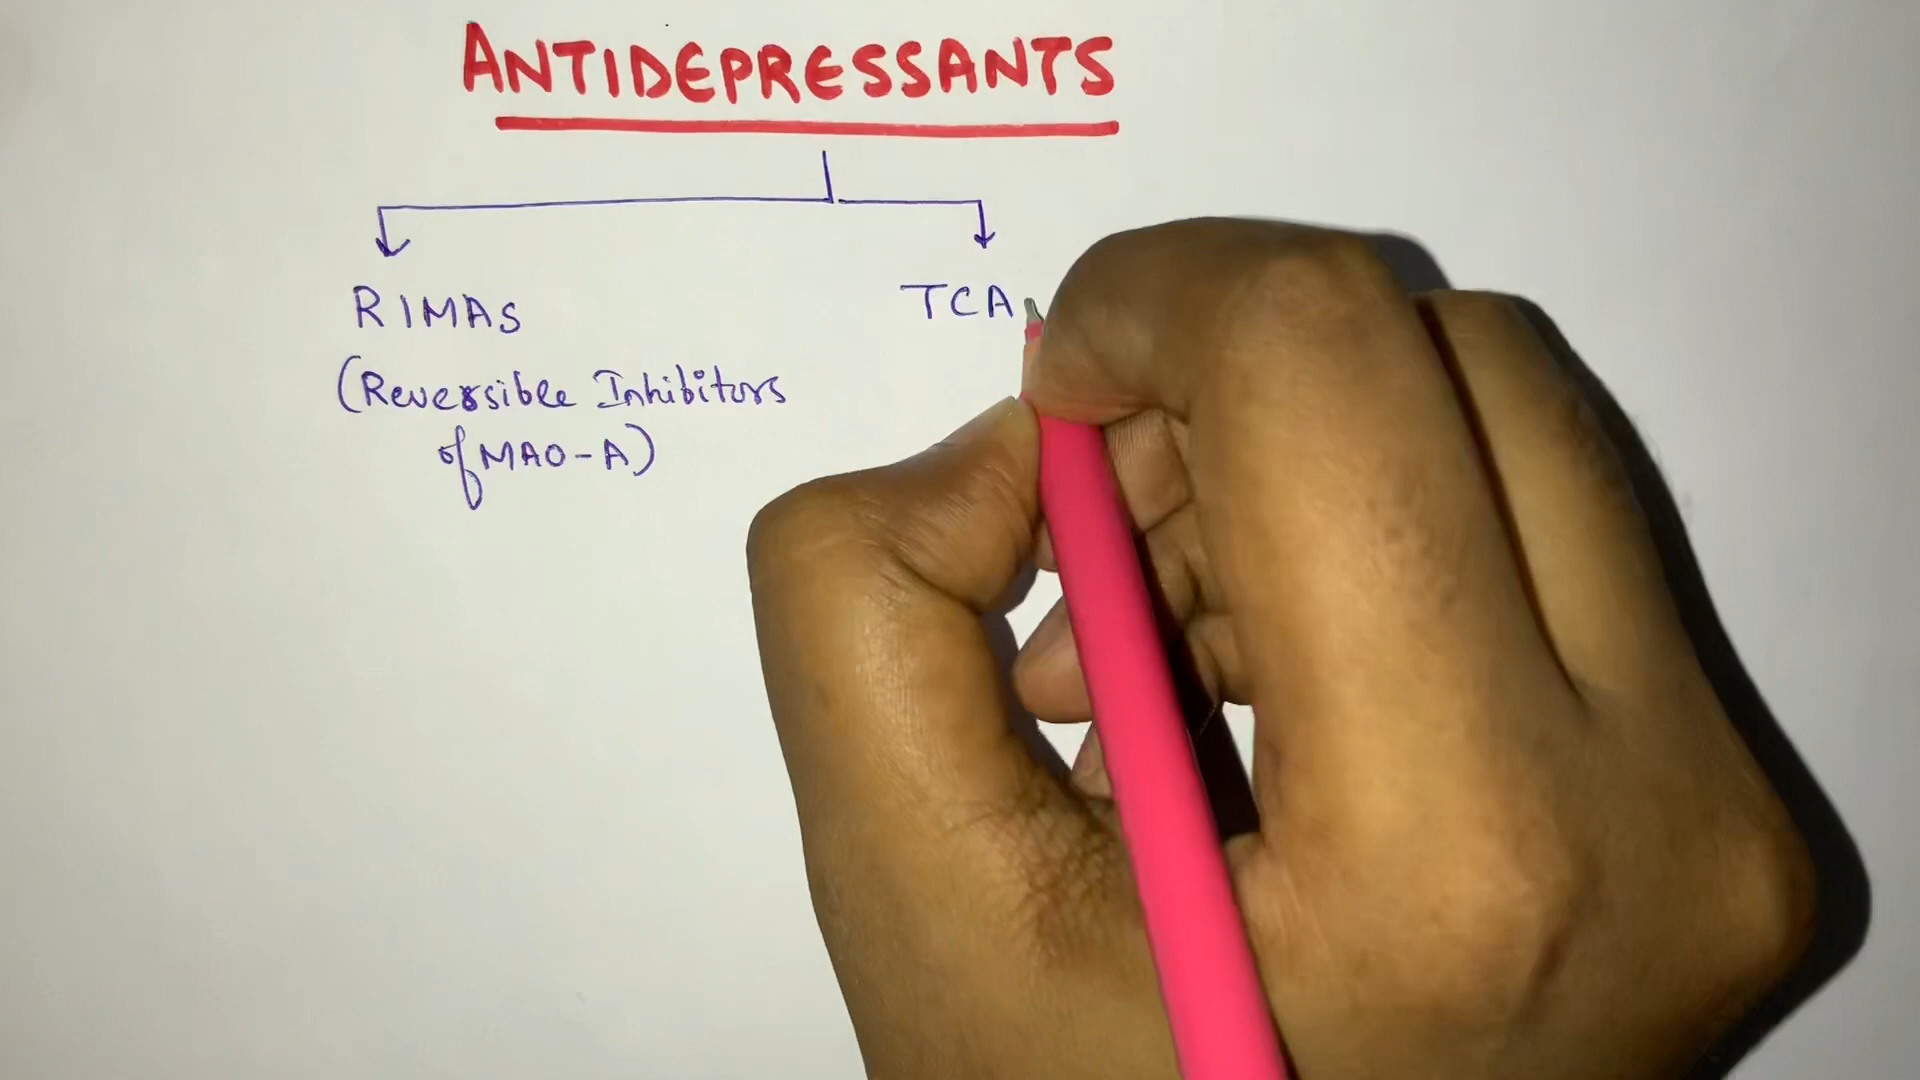 ANTIDEPRESSANTS
RIMAS
TCA
(Reversible Inhibitors
of MAO-A)